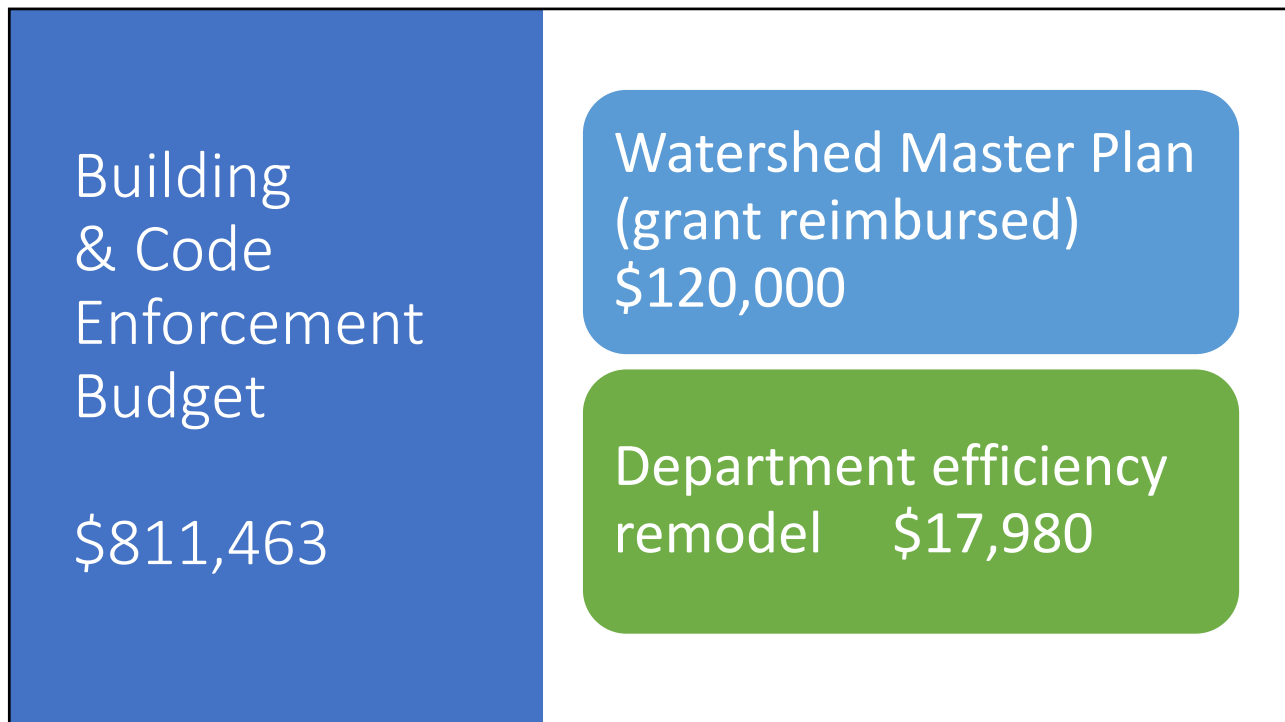 Building
& Code
Enforcement
Budget
$811,463
Watershed Master Plan
(grant reimbursed)
$120,000
Department efficiency
remodel $17,980